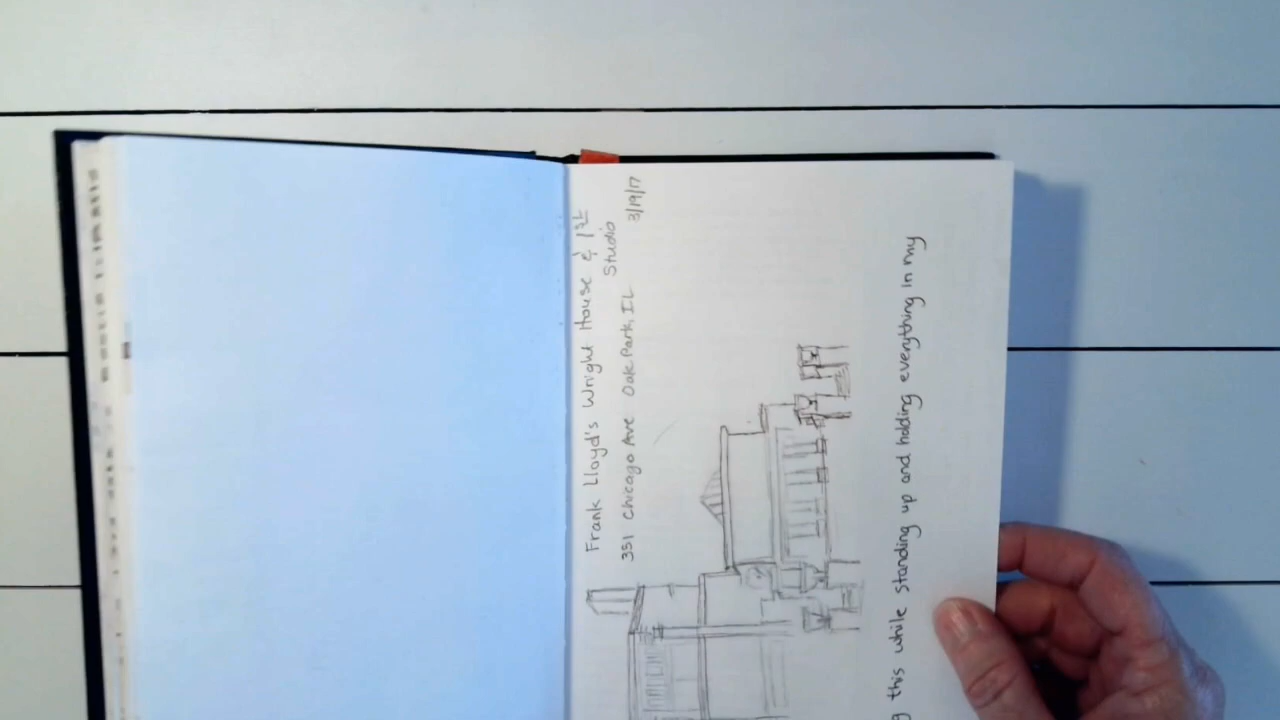 Frank Lloyd's Wright House & 1st
Studio
351 Chicago Ave Oak Park, IL 3/19/17
this while standing up and holding everything in my